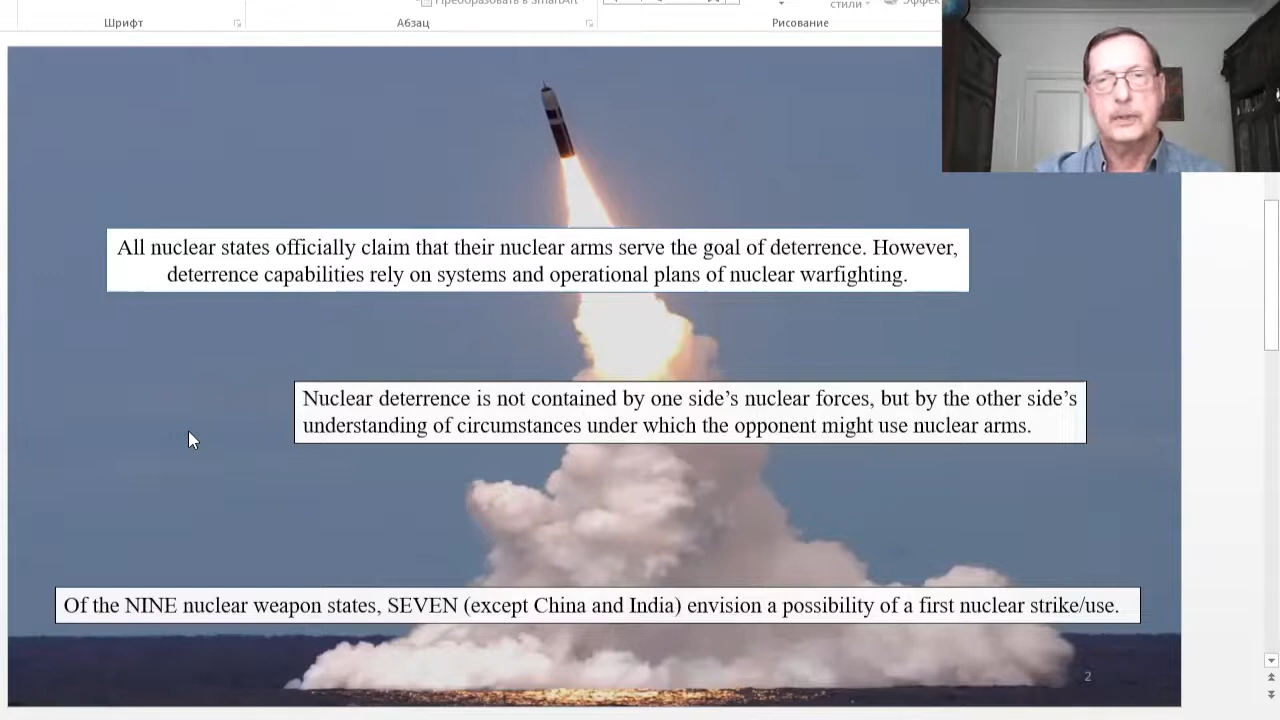 Преобразовать в SmartArt
стили
Эффек
Шрифт
Абзац
Рисование
All nuclear states officially claim that their nuclear arms serve the goal of deterrence. However,
deterrence capabilities rely on systems and operational plans of nuclear warfighting.
Nuclear deterrence is not contained by one side’s nuclear forces, but by the other side’s
understanding of circumstances under which the opponent might use nuclear arms.
Of the NINE nuclear weapon states, SEVEN (except China and India) envision a possibility of a first nuclear strike/use.
2